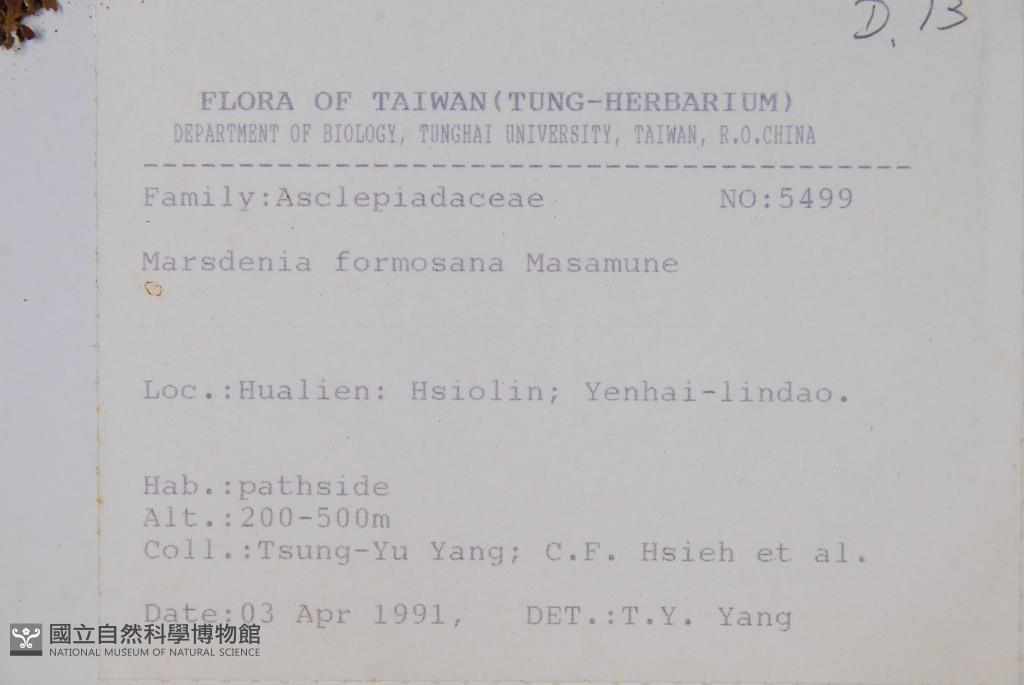 D. 13
FLORA OF TAIWAN(TUNG-HERBARIUM)
DEPARTMENT OF BIOLOGY, TUNGHAI UNIVERSITY, TAIWAN, R.O.CHINA
Family:Asclepiadaceae NO:5499
Marsdenia formosana Masamune
Loc.:Hualien: Hsiolin; Yenhai-lindao.
Hab.:pathside
Alt.:200-500m
Coll.:Tsung-Yu Yang; C.F. Hsieh et al.
Date:03 Apr 1991, DET.:T.Y. Yang
國立自然科學博物館
NATIONAL MUSEUM OF NATURAL SCIENCE